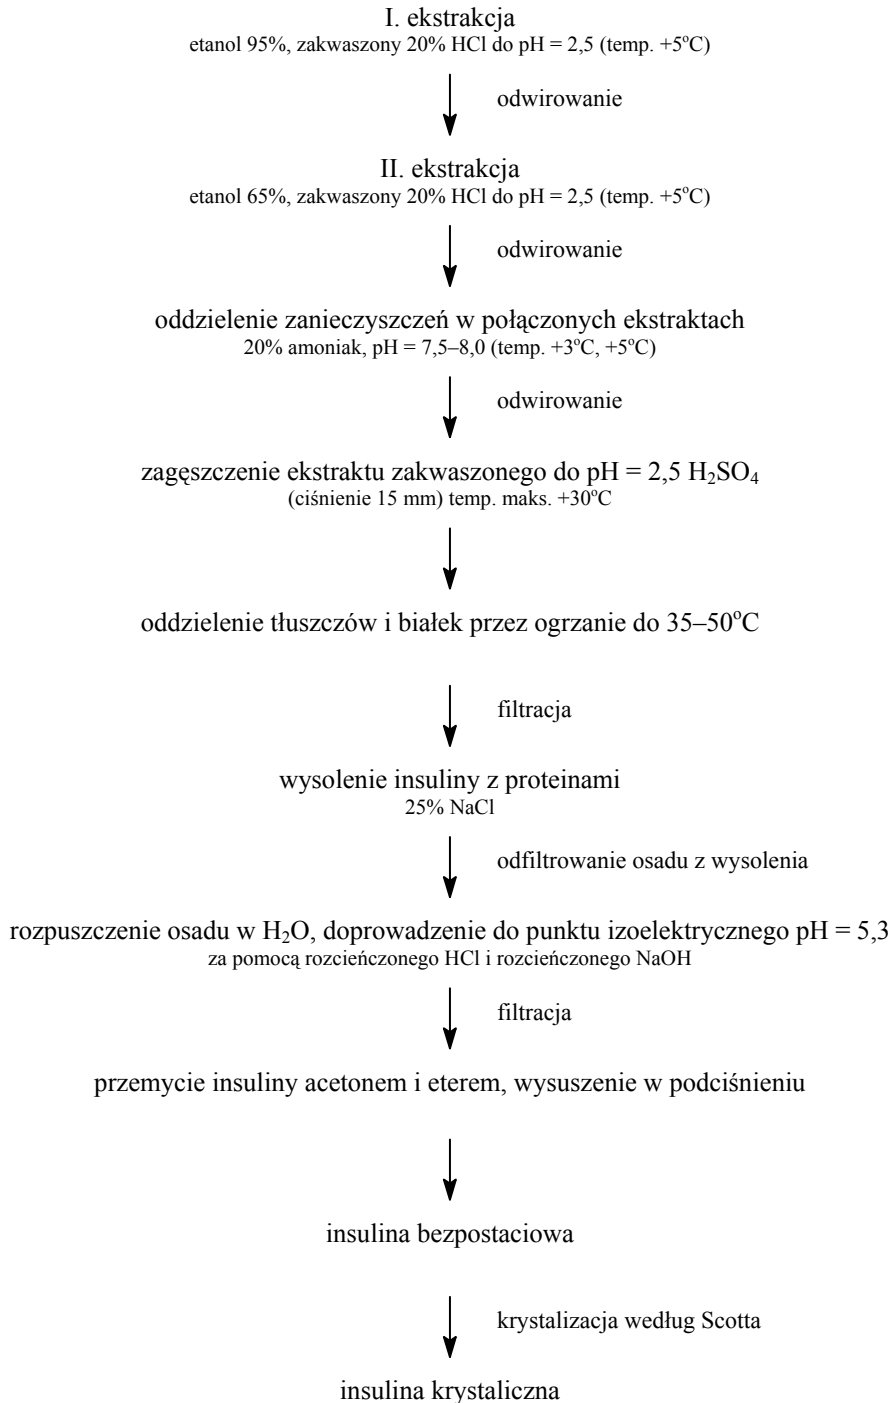 I. ekstrakcja
etanol 95%, zakwaszony 20% HCl do pH = 2,5 (temp. +5°C)
odwirowanie
II. ekstrakcja
etanol 65%, zakwaszony 20% HCl do pH = 2,5 (temp. +5°C)
odwirowanie
oddzielenie zanieczyszczeń w połączonych ekstraktach
20% amoniak, pH = 7,5–8,0 (temp. +3°C, +5°C)
odwirowanie
zagęszczenie ekstraktu zakwaszonego do pH = 2,5 H₂SO₄
(ciśnienie 15 mm) temp. maks. +30°C
oddzielenie tłuszczów i białek przez ogrzanie do 35–50°C
filtracja
wysolenie insuliny z proteinami
25% NaCl
odfiltrowanie osadu z wysolenia
rozpuszczenie osadu w H₂O, doprowadzenie do punktu izoelektrycznego pH = 5,3
za pomocą rozcieńczonego HCl i rozcieńczonego NaOH
filtracja
przemycie insuliny acetonem i eterem, wysuszenie w podciśnieniu
insulina bezpostaciowa
krystalizacja według Scotta
insulina krystaliczna